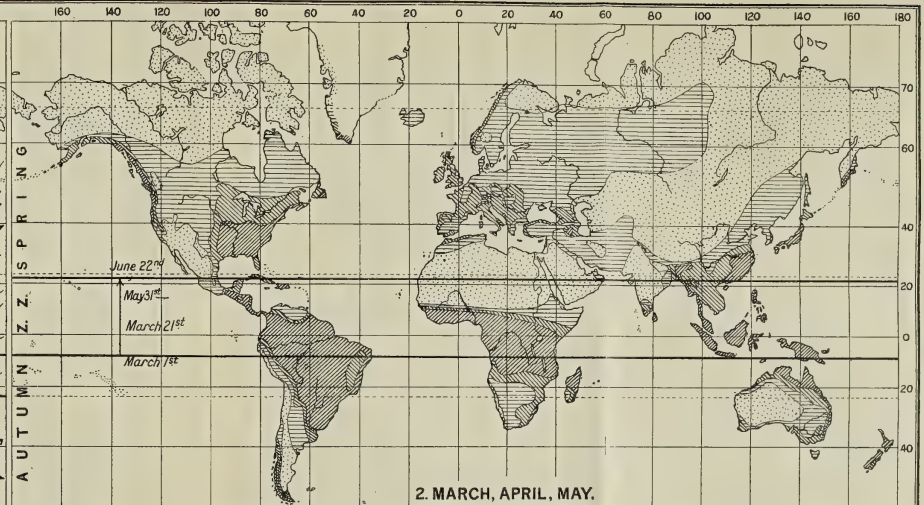 160 140 120 100 80 60 40 20 0 20 40 60 80 100 120 140 160 180
70
60
40
20
0
20
40
SPRING
Z
Z
AUTUMN
June 22nd
May 31st
March 21st
March 1st
2. MARCH, APRIL, MAY.